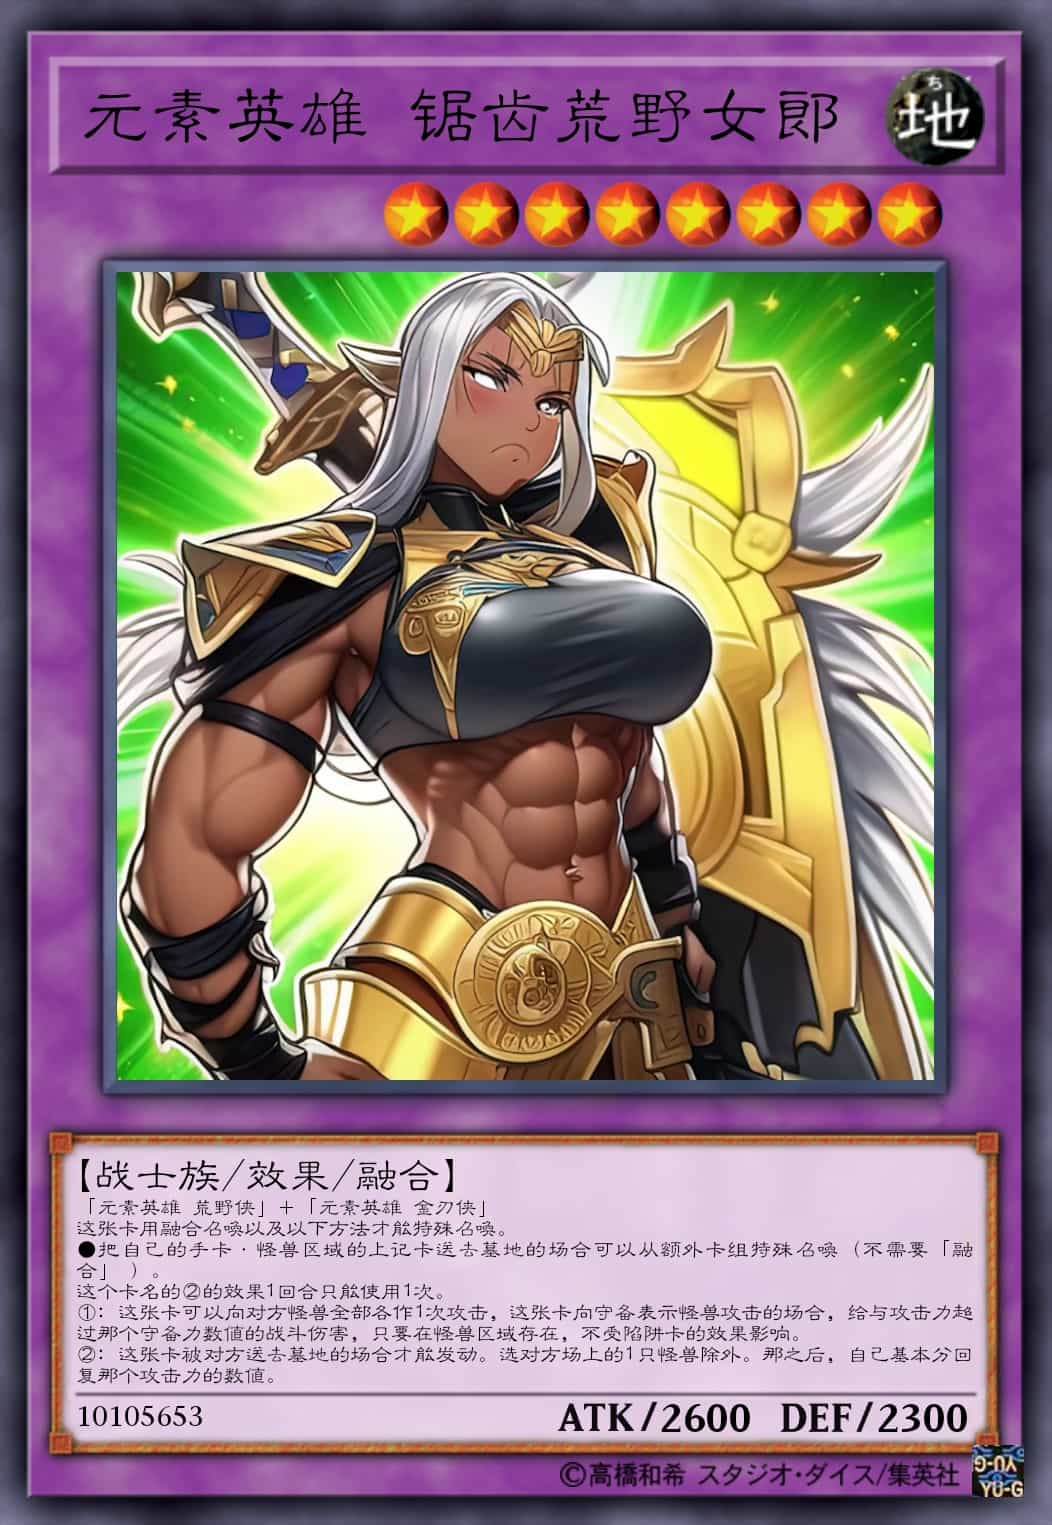 元素英雄 锯齿荒野女郎
ち
地
【战士族/效果/融合】
「元素英雄 荒野侠」+「元素英雄 金刃侠」
这张卡用融合召唤以及以下方法才能特殊召唤。
●把自己的手卡·怪兽区域的上记卡送去墓地的场合可以从额外卡组特殊召唤（不需要「融
合」）。
这个卡名的②的效果1回合只能使用1次。
①：这张卡可以向对方怪兽全部各作1次攻击，这张卡向守备表示怪兽攻击的场合，给与攻击力超
过那个守备力数值的战斗伤害，只要在怪兽区域存在，不受陷阱卡的效果影响。
②：这张卡被对方送去墓地的场合才能发动。选对方场上的1只怪兽除外。那之后，自己基本分回
复那个攻击力的数值。
10105653 ATK/2600 DEF/2300
©高橋和希 スタジオ·ダイス/集英社
YU-G
YU-G